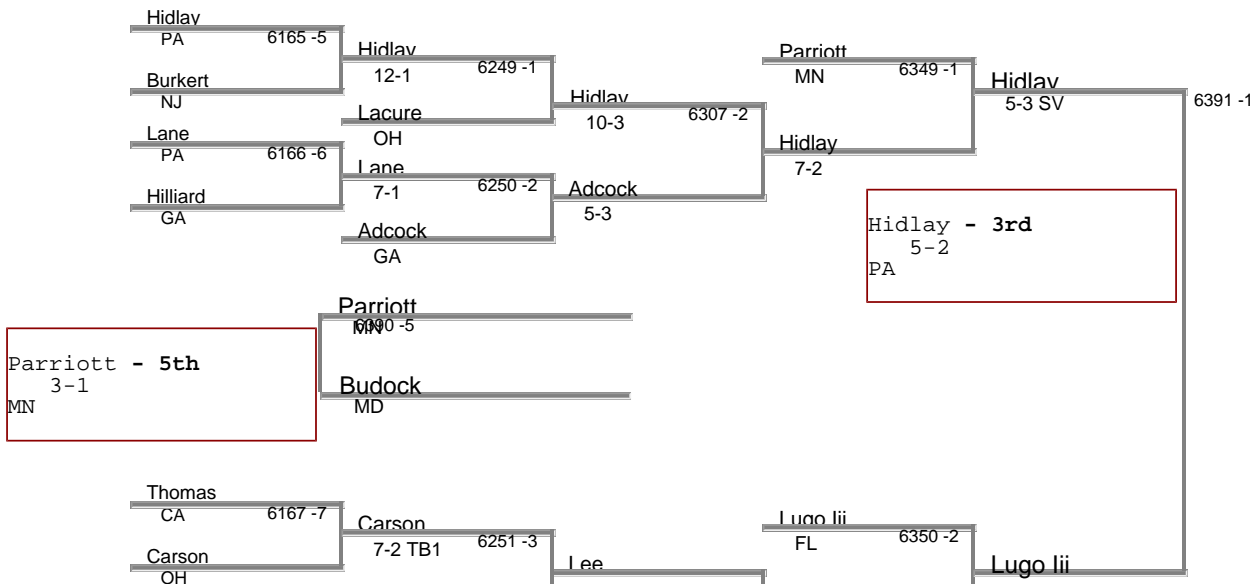 Hidlay
PA
6165 -5
Burkert
NJ
Hidlay
12-1
6249 -1
Lacure
OH
Lane
PA
6166 -6
Hilliard
GA
Lane
7-1
6250 -2
Adcock
GA
Hidlay
10-3
6307 -2
Adcock
5-3
Parriott
MN
6349 -1
Hidlay
7-2
Hidlay
5-3 SV
6391 -1
Hidlay - 3rd
5-2
PA
Parriott
MN
6390 -5
Budock
MD
Parriott - 5th
3-1
MN
Thomas
CA
6167 -7
Carson
OH
Carson
7-2 TB1
6251 -3
Lee
Lugo Iii
FL
6350 -2
Lugo Iii